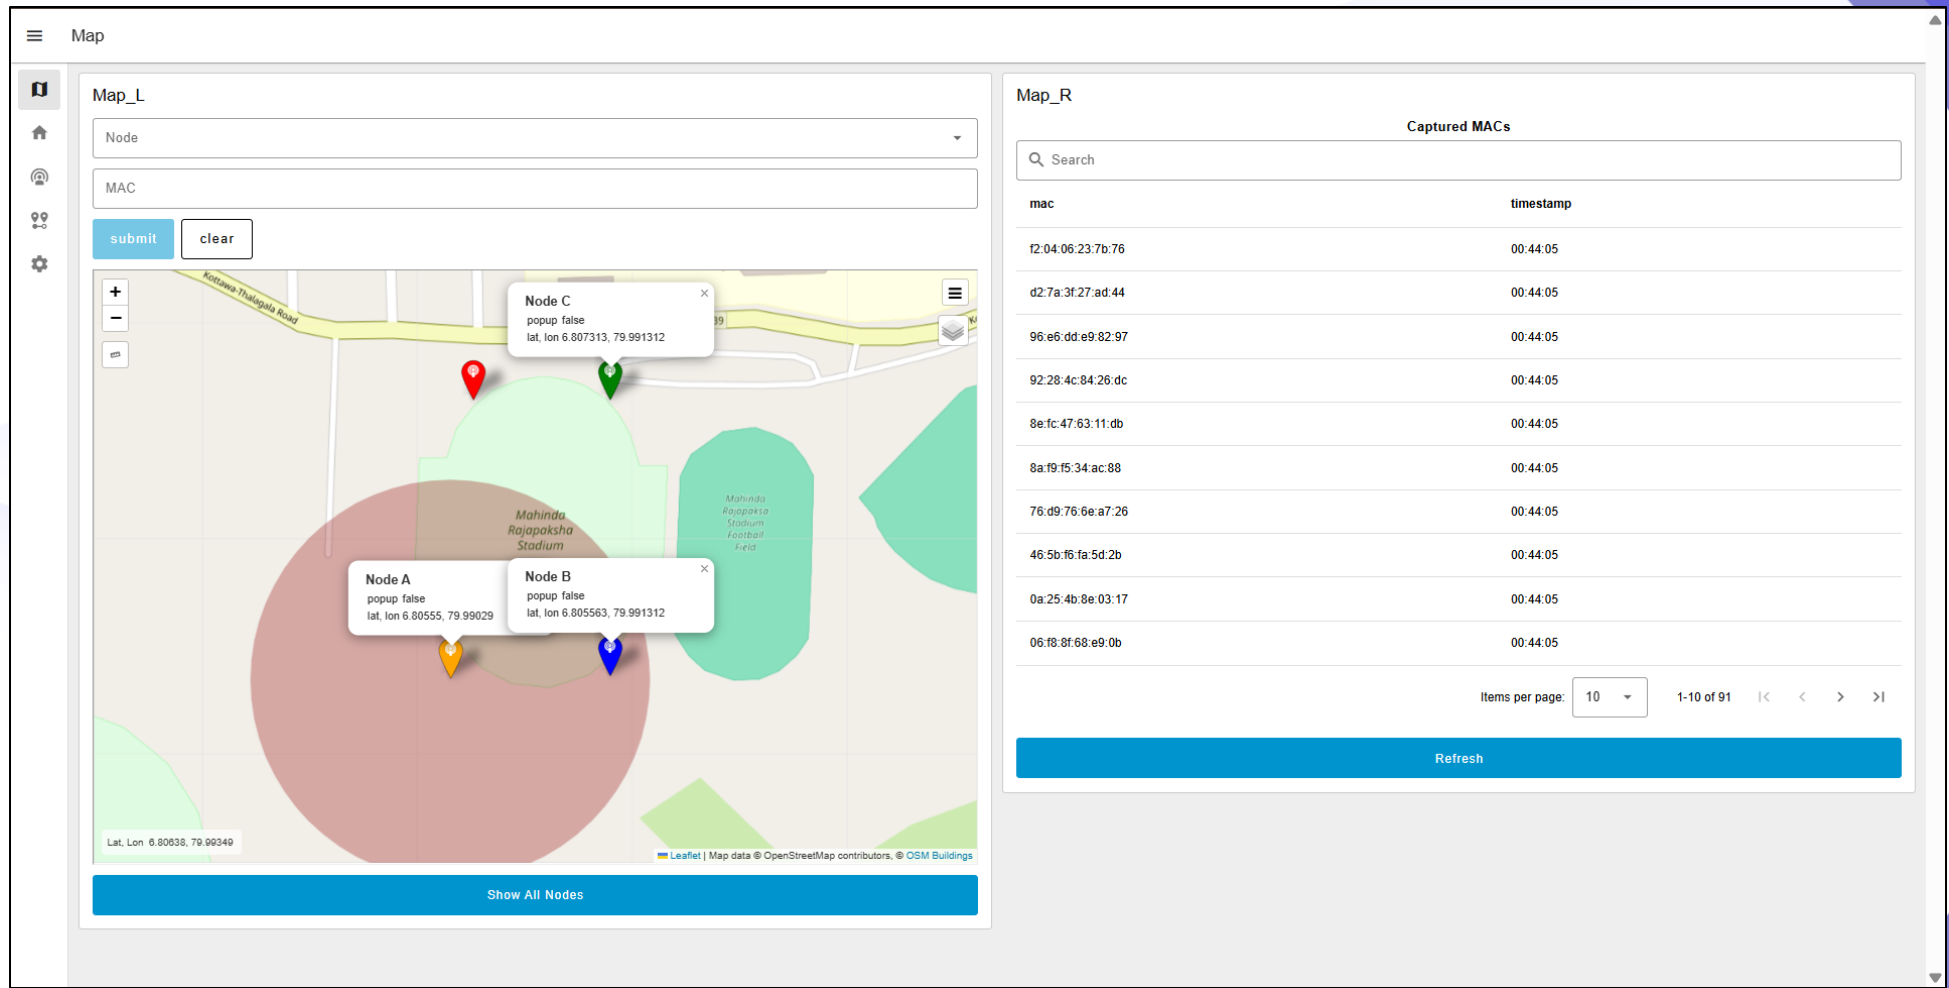 Map
Map_L
Node
MAC
submit
clear
Kottawa-Thalagala Road
39
+
−
Node C
×
popup false
lat, lon 6.807313, 79.991312
Mahinda
Rajapaksha
Stadium
Mahinda
Rajapaksa
Stadium
Football
Field
Node A
popup false
lat, lon 6.80555, 79.99029
Node B
×
popup false
lat, lon 6.805563, 79.991312
Lat, Lon 6.80638, 79.99349
Leaflet | Map data © OpenStreetMap contributors, © OSM Buildings
Show All Nodes
Map_R
Captured MACs
Search
mac timestamp
f2:04:06:23:7b:76 00:44:05
d2:7a:3f:27:ad:44 00:44:05
96:e6:dd:e9:82:97 00:44:05
92:28:4c:84:26:dc 00:44:05
8e:fc:47:63:11:db 00:44:05
8a:f9:f5:34:ac:88 00:44:05
76:d9:76:6e:a7:26 00:44:05
46:5b:f6:fa:5d:2b 00:44:05
0a:25:4b:8e:03:17 00:44:05
06:f8:8f:68:e9:0b 00:44:05
Items per page: 10 1-10 of 91
Refresh